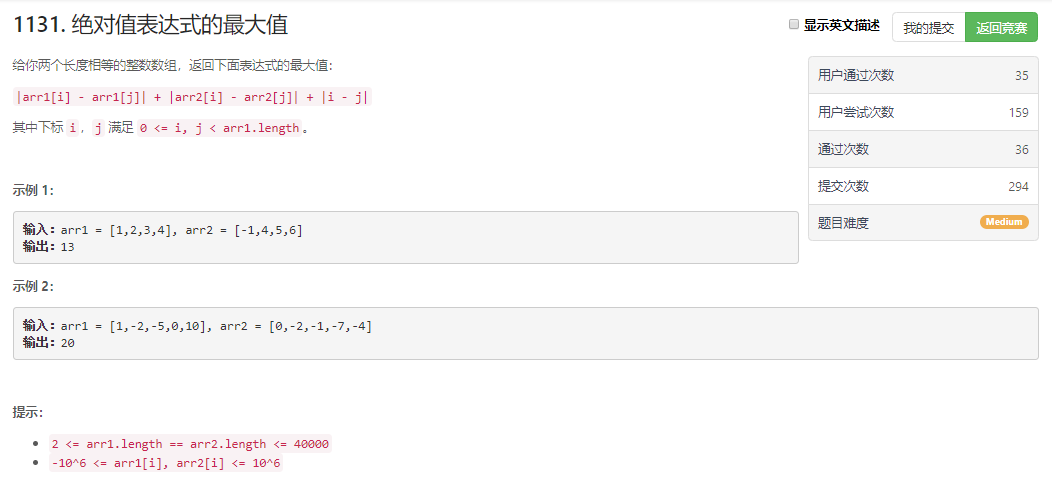 1131. 绝对值表达式的最大值
显示英文描述
我的提交
返回竞赛
给你两个长度相等的整数数组，返回下面表达式的最大值：
|arr1[i] - arr1[j]| + |arr2[i] - arr2[j]| + |i - j|
其中下标 i，j 满足 0 <= i, j < arr1.length。
用户通过次数 35
用户尝试次数 159
通过次数 36
提交次数 294
题目难度 Medium
示例 1：
输入：arr1 = [1,2,3,4], arr2 = [-1,4,5,6]
输出：13
示例 2：
输入：arr1 = [1,-2,-5,0,10], arr2 = [0,-2,-1,-7,-4]
输出：20
提示：
2 <= arr1.length == arr2.length <= 40000
-10^6 <= arr1[i], arr2[i] <= 10^6